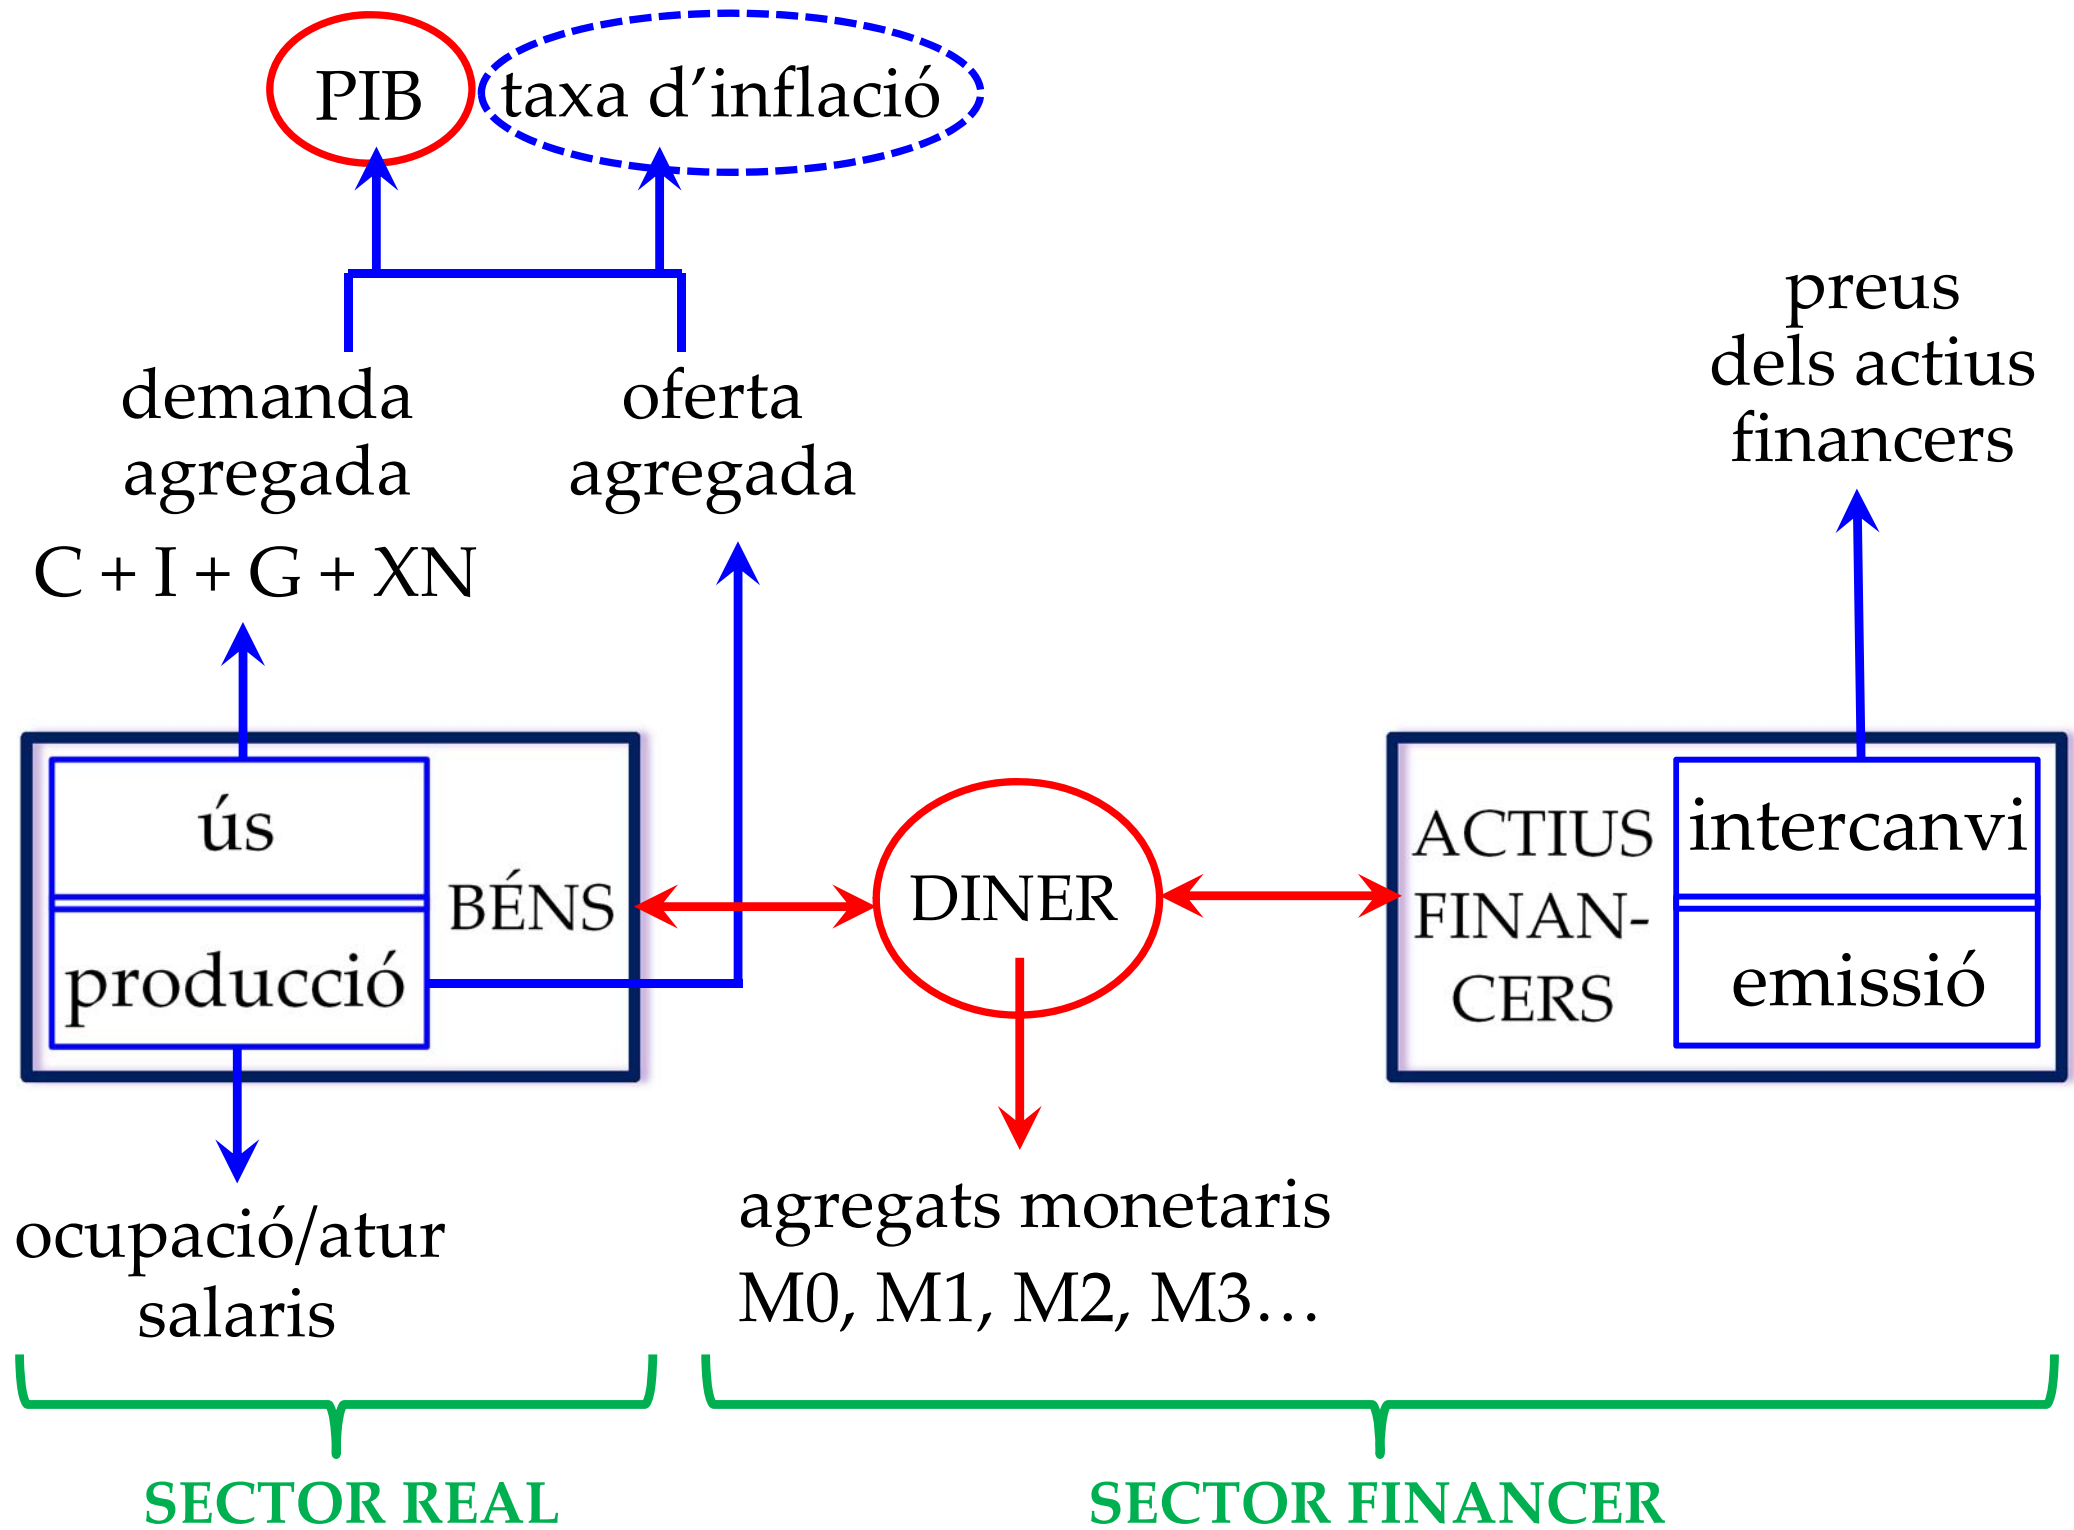 PIB
taxa d’inflació
demanda
agregada
C + I + G + XN
oferta
agregada
preus
dels actius
financers
ús
producció
BÉNS
DINER
ACTIUS
FINAN-
CERS
intercanvi
emissió
ocupació/atur
salaris
agregats monetaris
M0, M1, M2, M3…
SECTOR REAL
SECTOR FINANCER